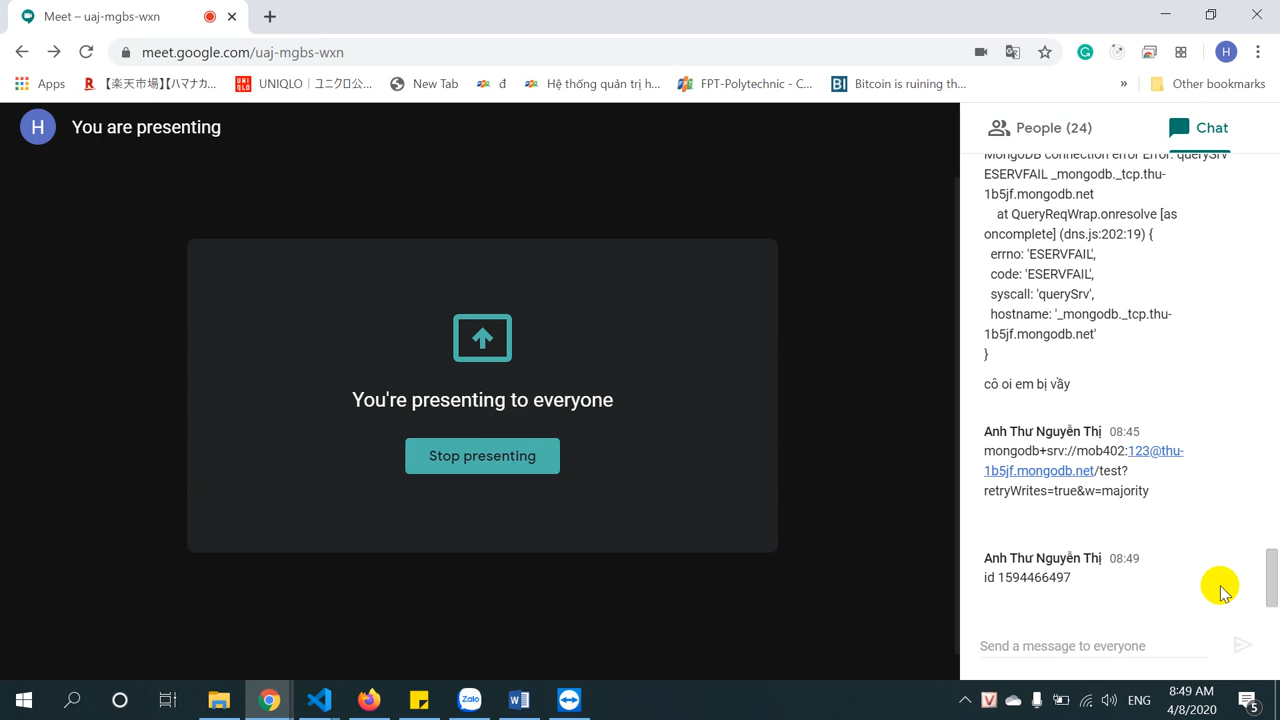 Meet – uaj-mgbs-wxn
meet.google.com/uaj-mgbs-wxn
H
Apps
R
【楽天市場】【ハマナカ...
UNIQLO｜ユニクロ公...
New Tab
đ
Hệ thống quản trị h...
FPT-Polytechnic - C...
BI
Bitcoin is ruining th...
»
Other bookmarks
H
You are presenting
People (24)
Chat
MongoDB connection error Error: querySrv
ESERVFAIL _mongodb._tcp.thu-
1b5jf.mongodb.net
at QueryReqWrap.onresolve [as
oncomplete] (dns.js:202:19) {
errno: 'ESERVFAIL',
code: 'ESERVFAIL',
syscall: 'querySrv',
hostname: '_mongodb._tcp.thu-
1b5jf.mongodb.net'
}
cô oi em bị vầy
Anh Thư Nguyễn Thị 08:45
mongodb+srv://mob402:123@thu-
1b5jf.mongodb.net/test?
retryWrites=true&w=majority
Anh Thư Nguyễn Thị 08:49
id 1594466497
Send a message to everyone
You're presenting to everyone
Stop presenting
Zalo
W
V
ENG
8:49 AM
4/8/2020
5